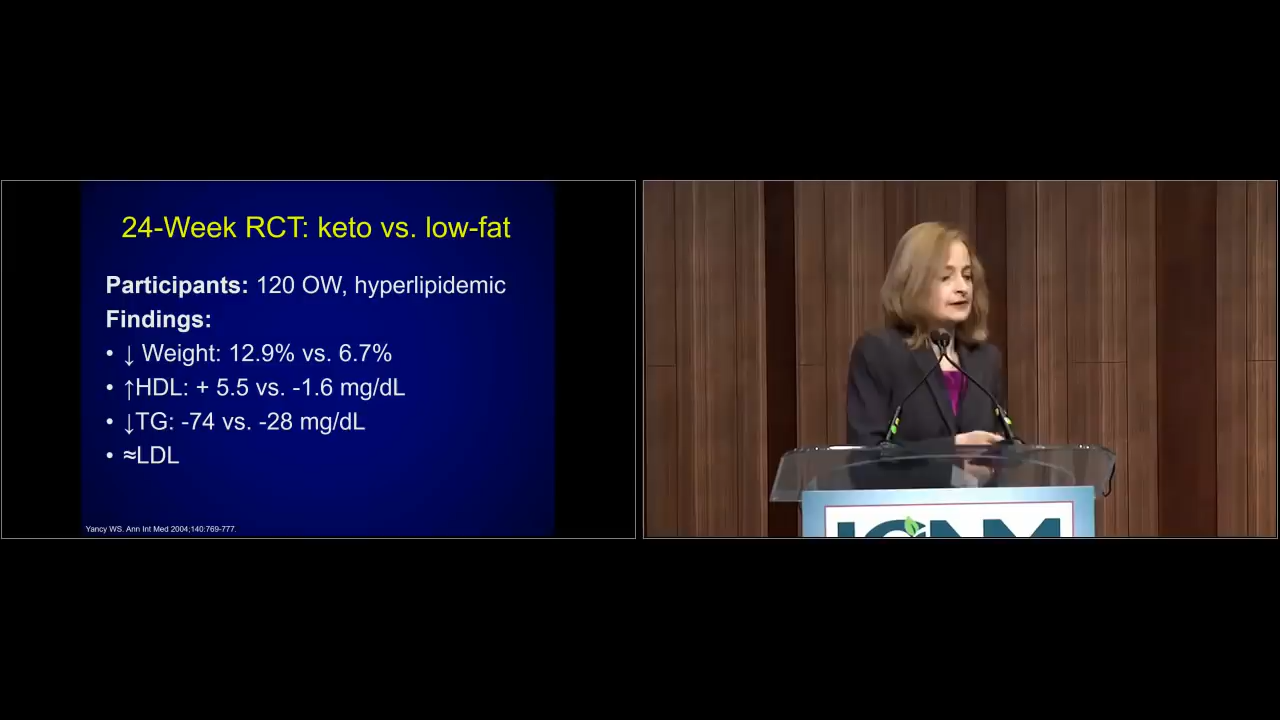 24-Week RCT: keto vs. low-fat
Participants: 120 OW, hyperlipidemic
Findings:
• ↓ Weight: 12.9% vs. 6.7%
• ↑HDL: + 5.5 vs. -1.6 mg/dL
• ↓TG: -74 vs. -28 mg/dL
• ≈LDL
Yancy WS. Ann Int Med 2004;140:769-777.
ICNM